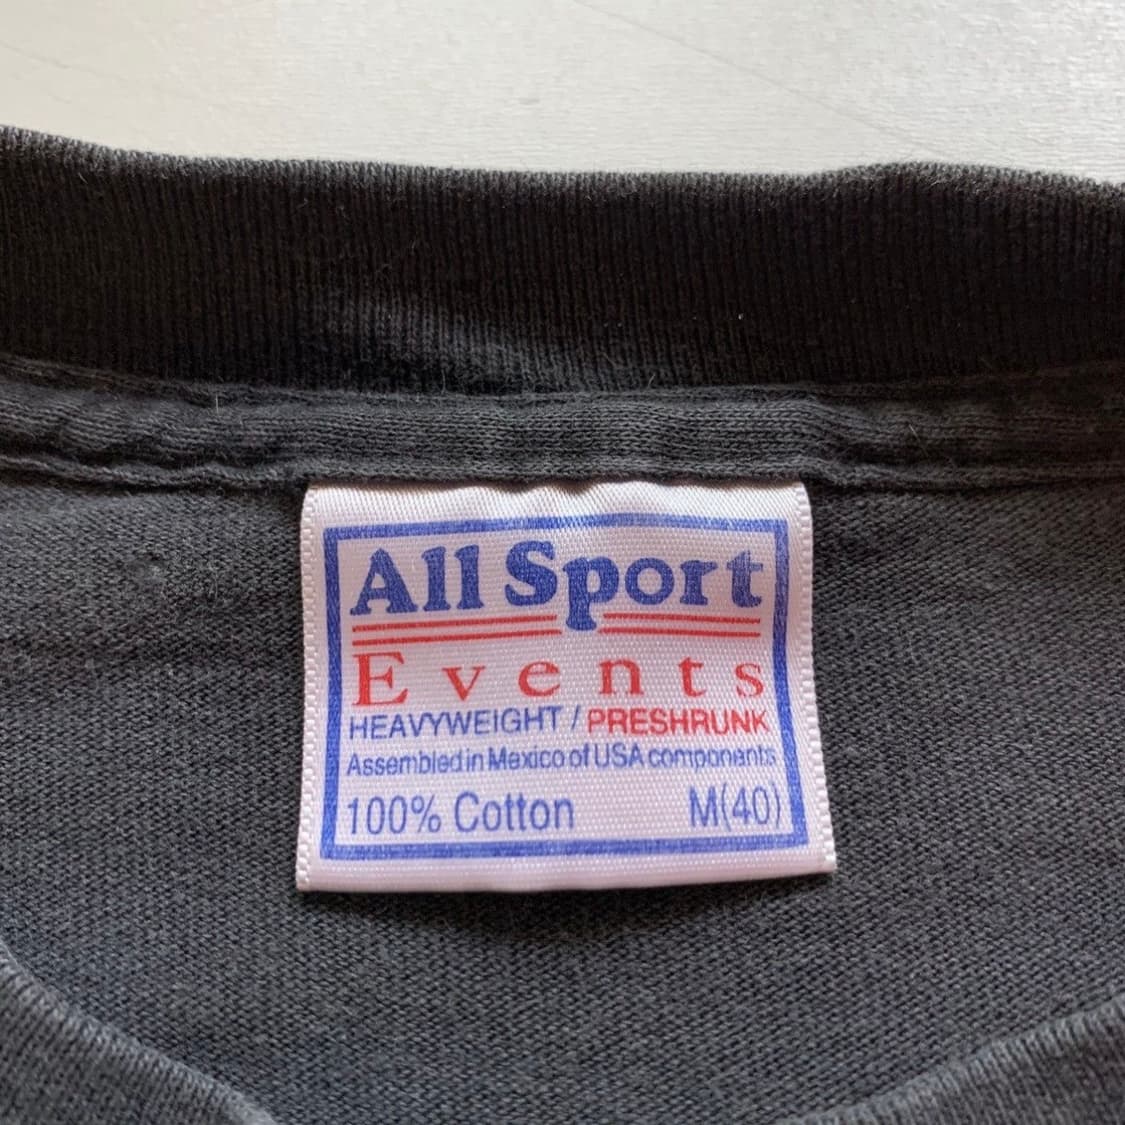 All Sport
Events
HEAVYWEIGHT / PRESHRUNK
Assembled in Mexico of USA components
100% Cotton M(40)